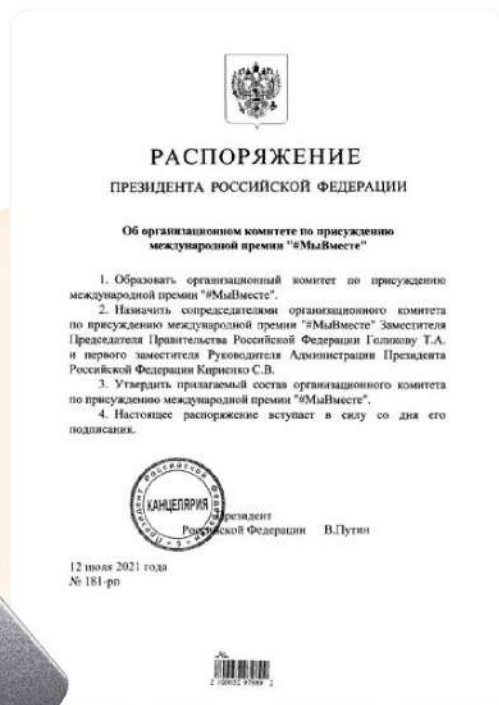 РАСПОРЯЖЕНИЕ
ПРЕЗИДЕНТА РОССИЙСКОЙ ФЕДЕРАЦИИ
Об организационном комитете по присуждению
международной премии "#МыВместе"
1. Образовать организационный комитет по присуждению
международной премии "#МыВместе".
2. Назначить сопредседателями организационного комитета
по присуждению международной премии "#МыВместе" Заместителя
Председателя Правительства Российской Федерации Голикову Т.А.
и первого заместителя Руководителя Администрации Президента
Российской Федерации Кириенко С.В.
3. Утвердить прилагаемый состав организационного комитета
по присуждению международной премии "#МыВместе".
4. Настоящее распоряжение вступает в силу со дня его
подписания.
КАНЦЕЛЯРИЯ
Президент
Российской Федерации В.Путин
12 июля 2021 года
№ 181-рп